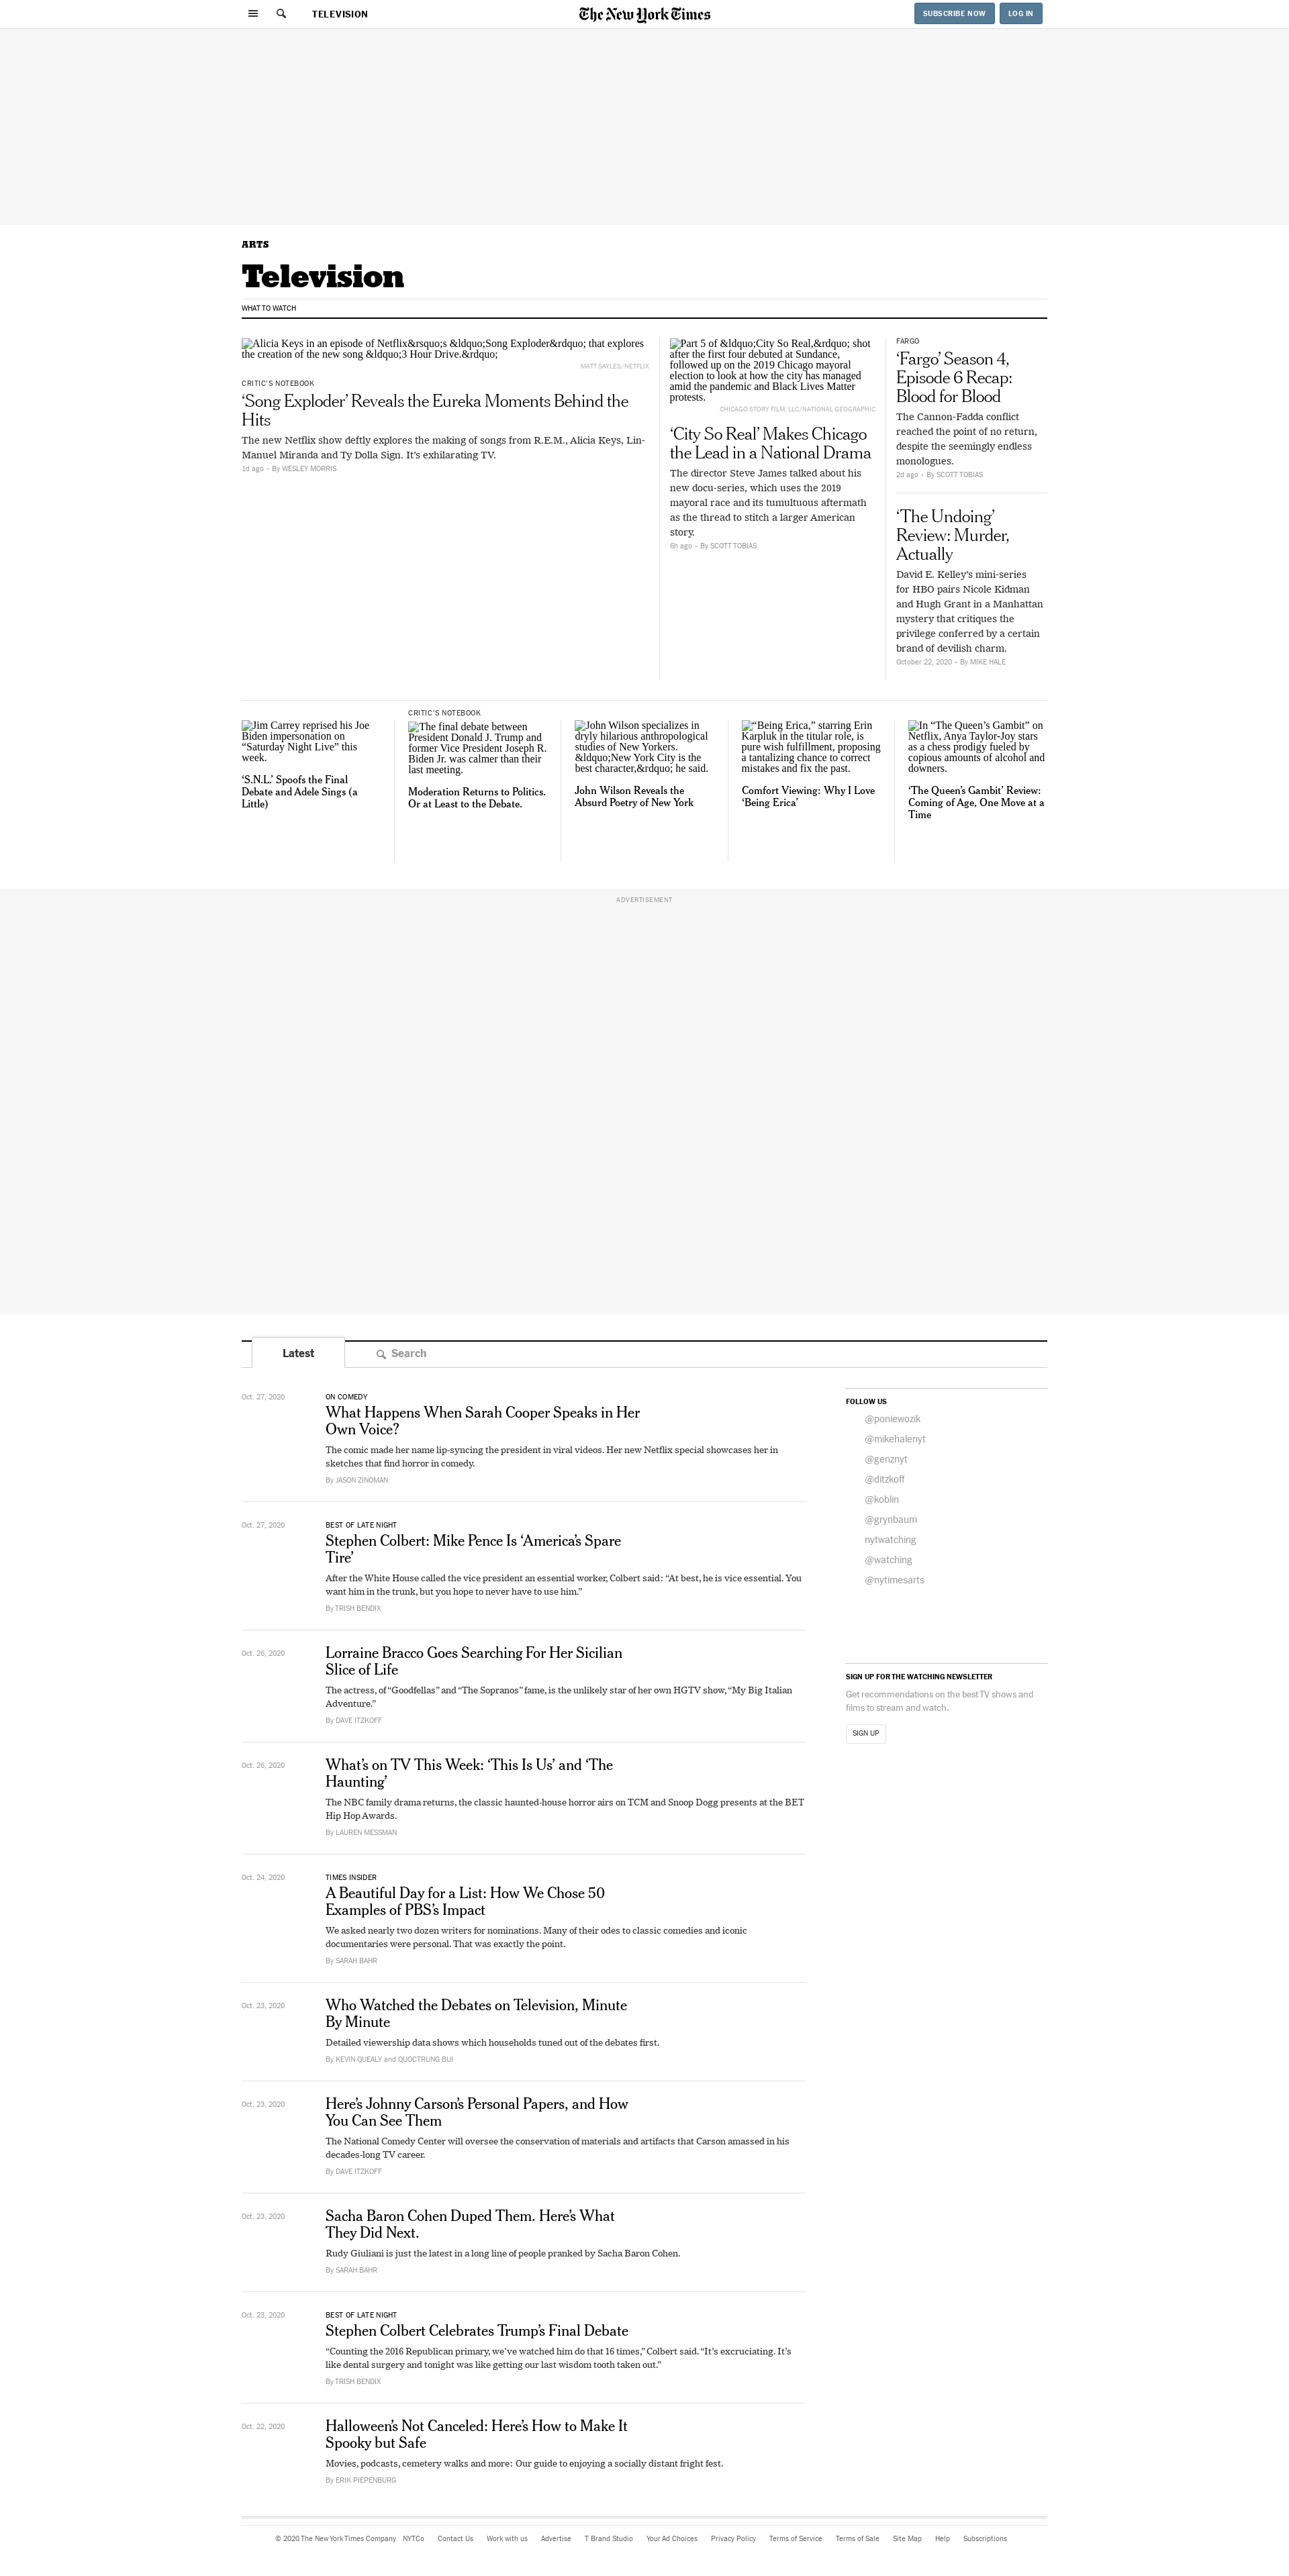 TELEVISION
The New York Times
SUBSCRIBE NOW
LOG IN
ARTS
Television
WHAT TO WATCH
Alicia Keys in an episode of Netflix&rsquo;s &ldquo;Song Exploder&rdquo; that explores
the creation of the new song &ldquo;3 Hour Drive.&rdquo;
MATT SAYLES/NETFLIX
CRITIC'S NOTEBOOK
‘Song Exploder’ Reveals the Eureka Moments Behind the
Hits
The new Netflix show deftly explores the making of songs from R.E.M., Alicia Keys, Lin-
Manuel Miranda and Ty Dolla Sign. It’s exhilarating TV.
1d ago • By WESLEY MORRIS
Part 5 of &ldquo;City So Real,&rdquo; shot
after the first four debuted at Sundance,
followed up on the 2019 Chicago mayoral
election to look at how the city has managed
amid the pandemic and Black Lives Matter
protests.
CHICAGO STORY FILM, LLC/NATIONAL GEOGRAPHIC
‘City So Real’ Makes Chicago
the Lead in a National Drama
The director Steve James talked about his
new docu-series, which uses the 2019
mayoral race and its tumultuous aftermath
as the thread to stitch a larger American
story.
6h ago • By SCOTT TOBIAS
FARGO
‘Fargo’ Season 4,
Episode 6 Recap:
Blood for Blood
The Cannon-Fadda conflict
reached the point of no return,
despite the seemingly endless
monologues.
2d ago • By SCOTT TOBIAS
‘The Undoing’
Review: Murder,
Actually
David E. Kelley’s mini-series
for HBO pairs Nicole Kidman
and Hugh Grant in a Manhattan
mystery that critiques the
privilege conferred by a certain
brand of devilish charm.
October 22, 2020 • By MIKE HALE
Jim Carrey reprised his Joe
Biden impersonation on
“Saturday Night Live” this
week.
‘S.N.L.’ Spoofs the Final
Debate and Adele Sings (a
Little)
CRITIC'S NOTEBOOK
The final debate between
President Donald J. Trump and
former Vice President Joseph R.
Biden Jr. was calmer than their
last meeting.
Moderation Returns to Politics.
Or at Least to the Debate.
John Wilson specializes in
dryly hilarious anthropological
studies of New Yorkers.
&ldquo;New York City is the
best character,&rdquo; he said.
John Wilson Reveals the
Absurd Poetry of New York
“Being Erica,” starring Erin
Karpluk in the titular role, is
pure wish fulfillment, proposing
a tantalizing chance to correct
mistakes and fix the past.
Comfort Viewing: Why I Love
‘Being Erica’
In “The Queen’s Gambit” on
Netflix, Anya Taylor-Joy stars
as a chess prodigy fueled by
copious amounts of alcohol and
downers.
‘The Queen’s Gambit’ Review:
Coming of Age, One Move at a
Time
ADVERTISEMENT
Latest
Search
Oct. 27, 2020
ON COMEDY
What Happens When Sarah Cooper Speaks in Her
Own Voice?
The comic made her name lip-syncing the president in viral videos. Her new Netflix special showcases her in
sketches that find horror in comedy.
By JASON ZINOMAN
Oct. 27, 2020
BEST OF LATE NIGHT
Stephen Colbert: Mike Pence Is ‘America’s Spare
Tire’
After the White House called the vice president an essential worker, Colbert said: “At best, he is vice essential. You
want him in the trunk, but you hope to never have to use him.”
By TRISH BENDIX
Oct. 26, 2020
Lorraine Bracco Goes Searching For Her Sicilian
Slice of Life
The actress, of “Goodfellas” and “The Sopranos” fame, is the unlikely star of her own HGTV show, “My Big Italian
Adventure.”
By DAVE ITZKOFF
Oct. 26, 2020
What’s on TV This Week: ‘This Is Us’ and ‘The
Haunting’
The NBC family drama returns, the classic haunted-house horror airs on TCM and Snoop Dogg presents at the BET
Hip Hop Awards.
By LAUREN MESSMAN
Oct. 24, 2020
TIMES INSIDER
A Beautiful Day for a List: How We Chose 50
Examples of PBS’s Impact
We asked nearly two dozen writers for nominations. Many of their odes to classic comedies and iconic
documentaries were personal. That was exactly the point.
By SARAH BAHR
Oct. 23, 2020
Who Watched the Debates on Television, Minute
By Minute
Detailed viewership data shows which households tuned out of the debates first.
By KEVIN QUEALY and QUOCTRUNG BUI
Oct. 23, 2020
Here’s Johnny Carson’s Personal Papers, and How
You Can See Them
The National Comedy Center will oversee the conservation of materials and artifacts that Carson amassed in his
decades-long TV career.
By DAVE ITZKOFF
Oct. 23, 2020
Sacha Baron Cohen Duped Them. Here’s What
They Did Next.
Rudy Giuliani is just the latest in a long line of people pranked by Sacha Baron Cohen.
By SARAH BAHR
Oct. 23, 2020
BEST OF LATE NIGHT
Stephen Colbert Celebrates Trump’s Final Debate
“Counting the 2016 Republican primary, we’ve watched him do that 16 times,” Colbert said. “It’s excruciating. It’s
like dental surgery and tonight was like getting our last wisdom tooth taken out.”
By TRISH BENDIX
Oct. 22, 2020
Halloween’s Not Canceled: Here’s How to Make It
Spooky but Safe
Movies, podcasts, cemetery walks and more: Our guide to enjoying a socially distant fright fest.
By ERIK PIEPENBURG
FOLLOW US
@poniewozik
@mikehalenyt
@genznyt
@ditzkoff
@koblin
@grynbaum
nytwatching
@watching
@nytimesarts
SIGN UP FOR THE WATCHING NEWSLETTER
Get recommendations on the best TV shows and
films to stream and watch.
SIGN UP
© 2020 The New York Times Company NYTCo Contact Us Work with us Advertise T Brand Studio Your Ad Choices Privacy Policy Terms of Service Terms of Sale Site Map Help Subscriptions